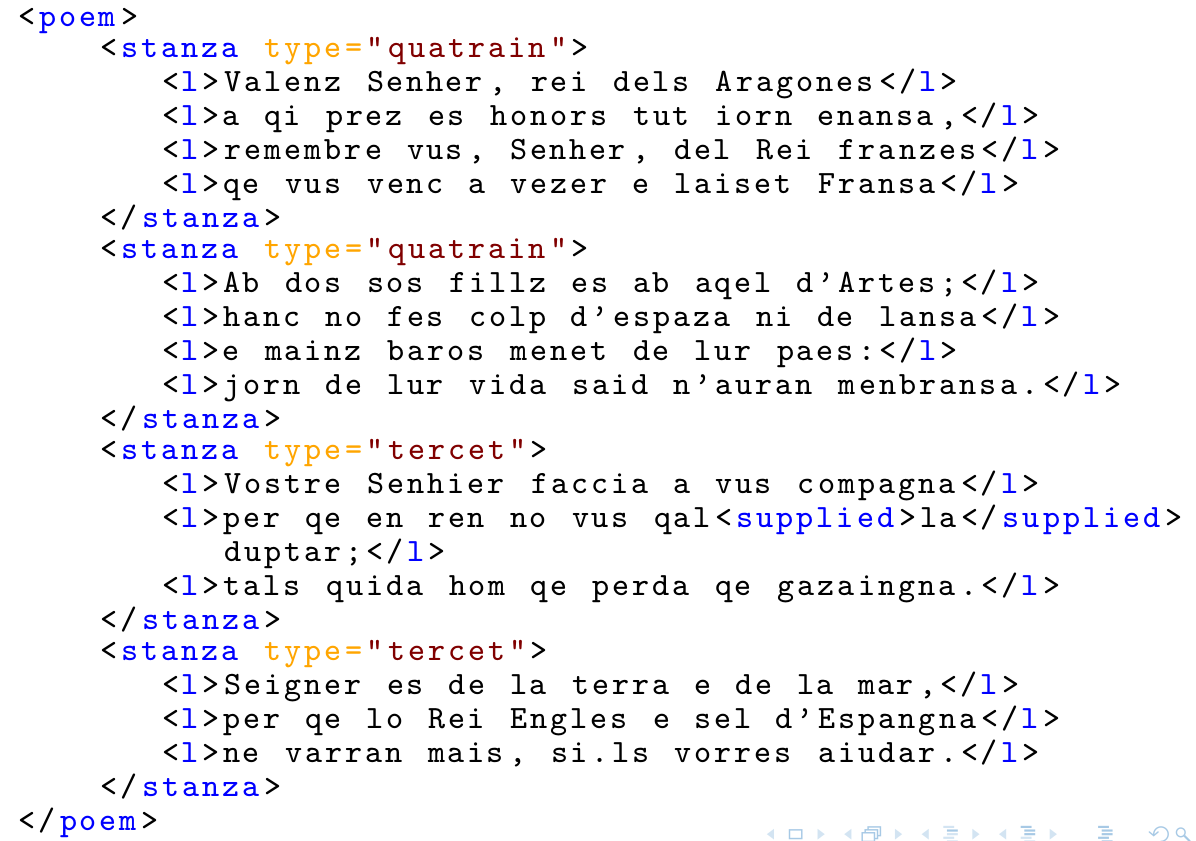 <poem>
    <stanza type="quatrain">
       <l>Valenz Senher, rei dels Aragones</l>
       <l>a qi prez es honors tut iorn enansa,</l>
       <l>remembre vus, Senher, del Rei franzes</l>
       <l>qe vus venc a vezer e laiset Fransa</l>
    </stanza>
    <stanza type="quatrain">
       <l>Ab dos sos fillz es ab aqel d'Artes;</l>
       <l>hanc no fes colp d'espaza ni de lansa</l>
       <l>e mainz baros menet de lur paes:</l>
       <l>jorn de lur vida said n'auran menbransa.</l>
    </stanza>
    <stanza type="tercet">
       <l>Vostre Senhier faccia a vus compagna</l>
       <l>per qe en ren no vus qal<supplied>la</supplied>
          duptar;</l>
       <l>tals quida hom qe perda qe gazaingna.</l>
    </stanza>
    <stanza type="tercet">
       <l>Seigner es de la terra e de la mar,</l>
       <l>per qe lo Rei Engles e sel d'Espangna</l>
       <l>ne varran mais, si.ls vorres aiudar.</l>
    </stanza>
</poem>